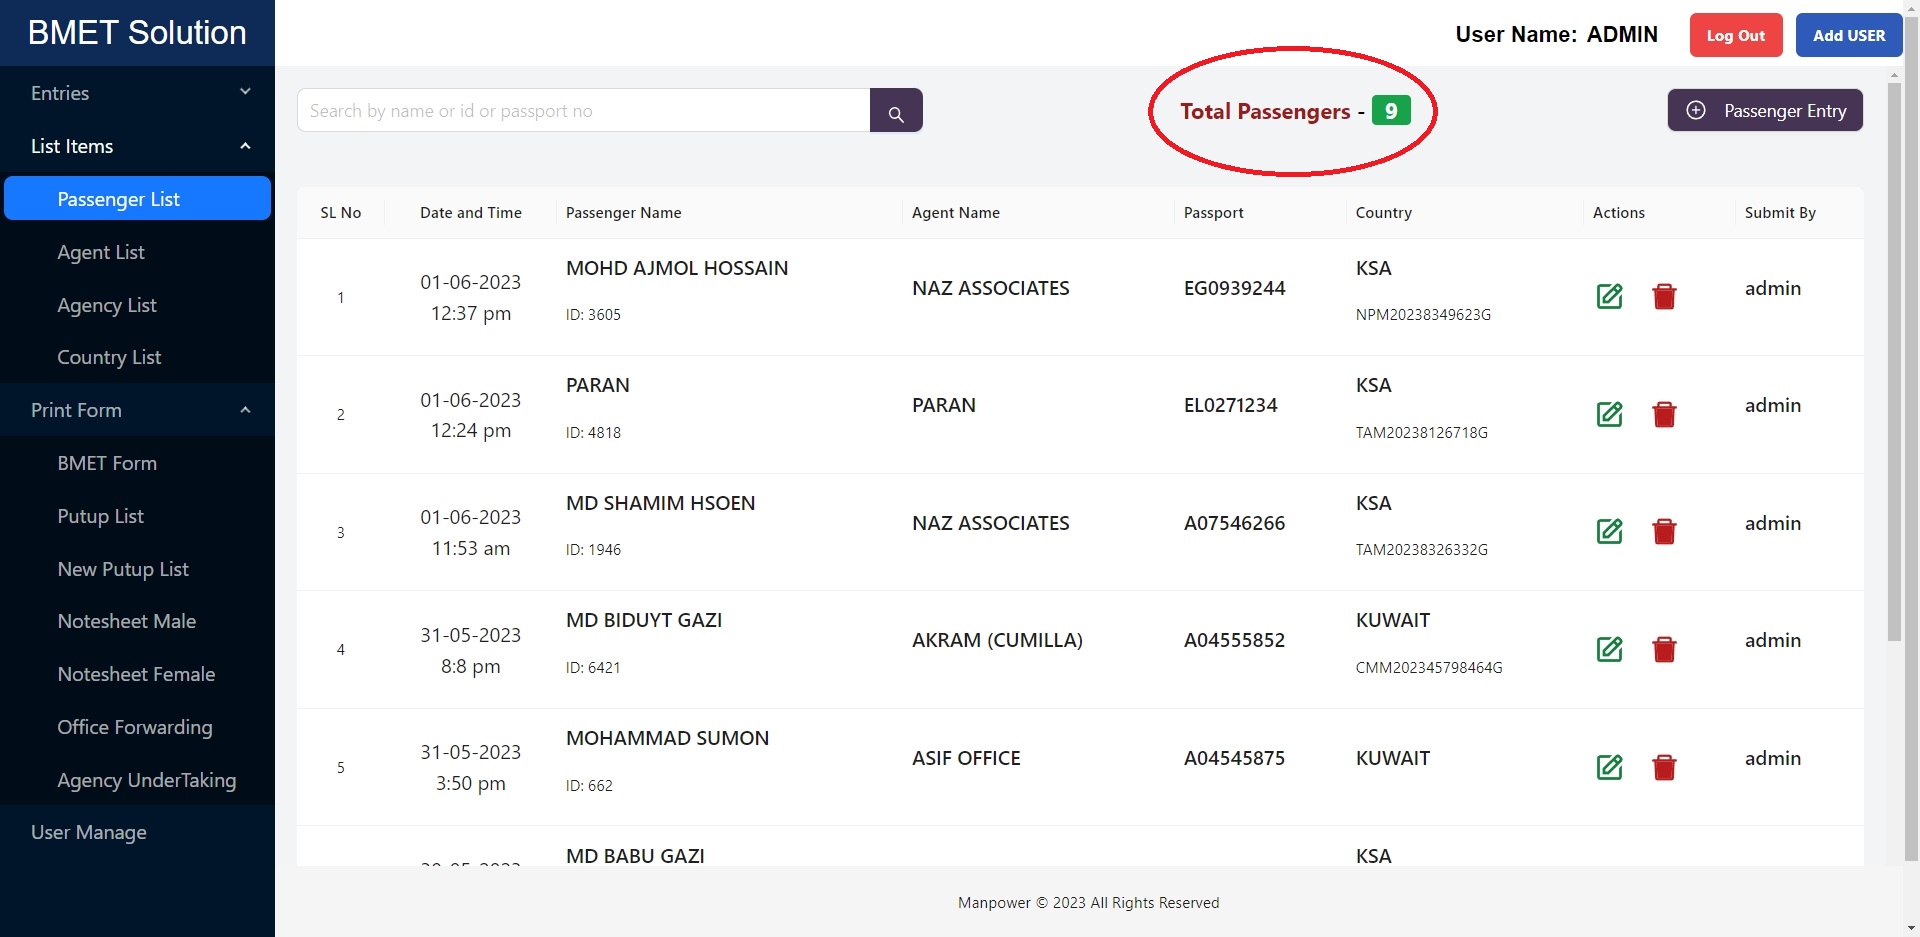 BMET Solution
User Name: ADMIN
Log Out
Add USER
Entries
List Items
Passenger List
Agent List
Agency List
Country List
Print Form
BMET Form
Putup List
New Putup List
Notesheet Male
Notesheet Female
Office Forwarding
Agency UnderTaking
User Manage
Search by name or id or passport no
Total Passengers - 9
Passenger Entry
SL No Date and Time Passenger Name Agent Name Passport Country Actions Submit By
1
01-06-2023
12:37 pm
MOHD AJMOL HOSSAIN
ID: 3605
NAZ ASSOCIATES
EG0939244
KSA
NPM20238349623G
admin
2
01-06-2023
12:24 pm
PARAN
ID: 4818
PARAN
EL0271234
KSA
TAM20238126718G
admin
3
01-06-2023
11:53 am
MD SHAMIM HSOEN
ID: 1946
NAZ ASSOCIATES
A07546266
KSA
TAM20238326332G
admin
4
31-05-2023
8:8 pm
MD BIDUYT GAZI
ID: 6421
AKRAM (CUMILLA)
A04555852
KUWAIT
CMM202345798464G
admin
5
31-05-2023
3:50 pm
MOHAMMAD SUMON
ID: 662
ASIF OFFICE
A04545875
KUWAIT
admin
MD BABU GAZI
KSA
Manpower © 2023 All Rights Reserved